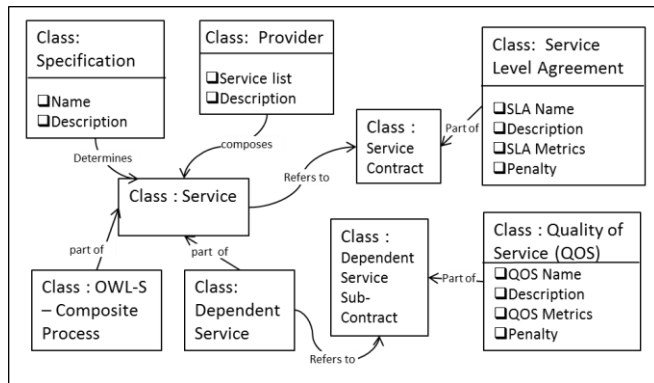 Class:
Specification
❑Name
❑Description
Class: Provider
❑Service list
❑Description
Class: Service
Level Agreement
❑SLA Name
❑Description
❑SLA Metrics
❑Penalty
Class :
Service
Contract
Part of
Determines
composes
Refers to
Class : Service
part of
part of
Class : OWL-S
– Composite
Process
Class:
Dependent
Service
Refers to
Class :
Dependent
Service
Sub-
Contract
Part of
Class : Quality of
Service (QOS)
❑QOS Name
❑Description
❑QOS Metrics
❑Penalty